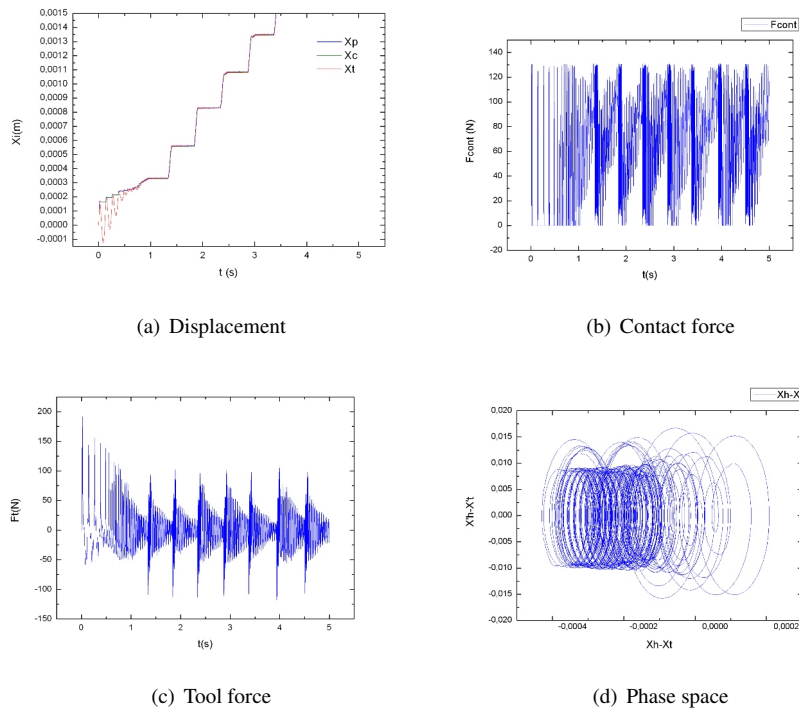 0,0015
0,0014
0,0013
0,0012
0,0011
0,0010
0,0009
0,0008
0,0007
0,0006
0,0005
0,0004
0,0003
0,0002
0,0001
0,0000
-0,0001
Xi(m)
Xp
Xc
Xt
0 1 2 3 4 5
t (s)
(a) Displacement
Fcont
140
120
100
80
60
40
20
0
-20
Fcont (N)
0 1 2 3 4 5
t(s)
(b) Contact force
200
150
100
50
0
-50
-100
-150
Ft(N)
0 1 2 3 4 5
t(s)
(c) Tool force
Xh-X
0,020
0,015
0,010
0,005
0,000
-0,005
-0,010
-0,015
-0,020
X'h-X't
-0,0004 -0,0002 0,0000 0,0002
Xh-Xt
(d) Phase space